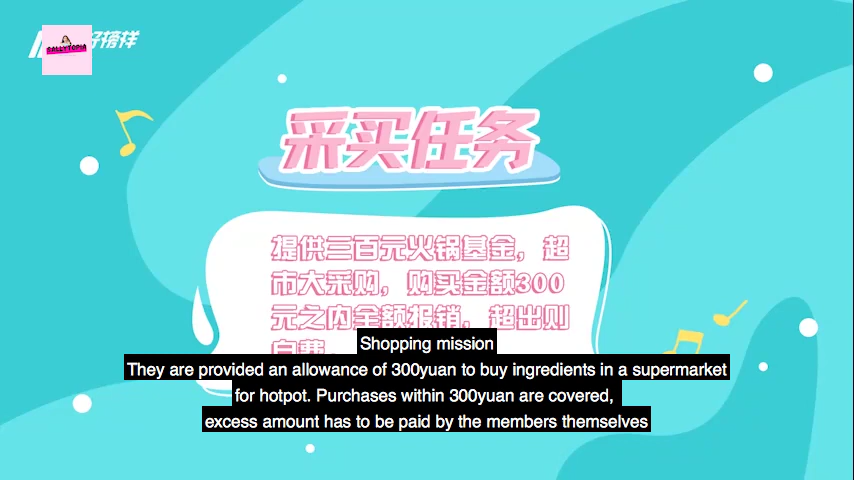 好榜样
SALLYTOPIA
采买任务
提供三百元火锅基金，超
市大采购，购买金额300
元之内全额报销，超出则
自费。
Shopping mission
They are provided an allowance of 300yuan to buy ingredients in a supermarket
for hotpot. Purchases within 300yuan are covered,
excess amount has to be paid by the members themselves